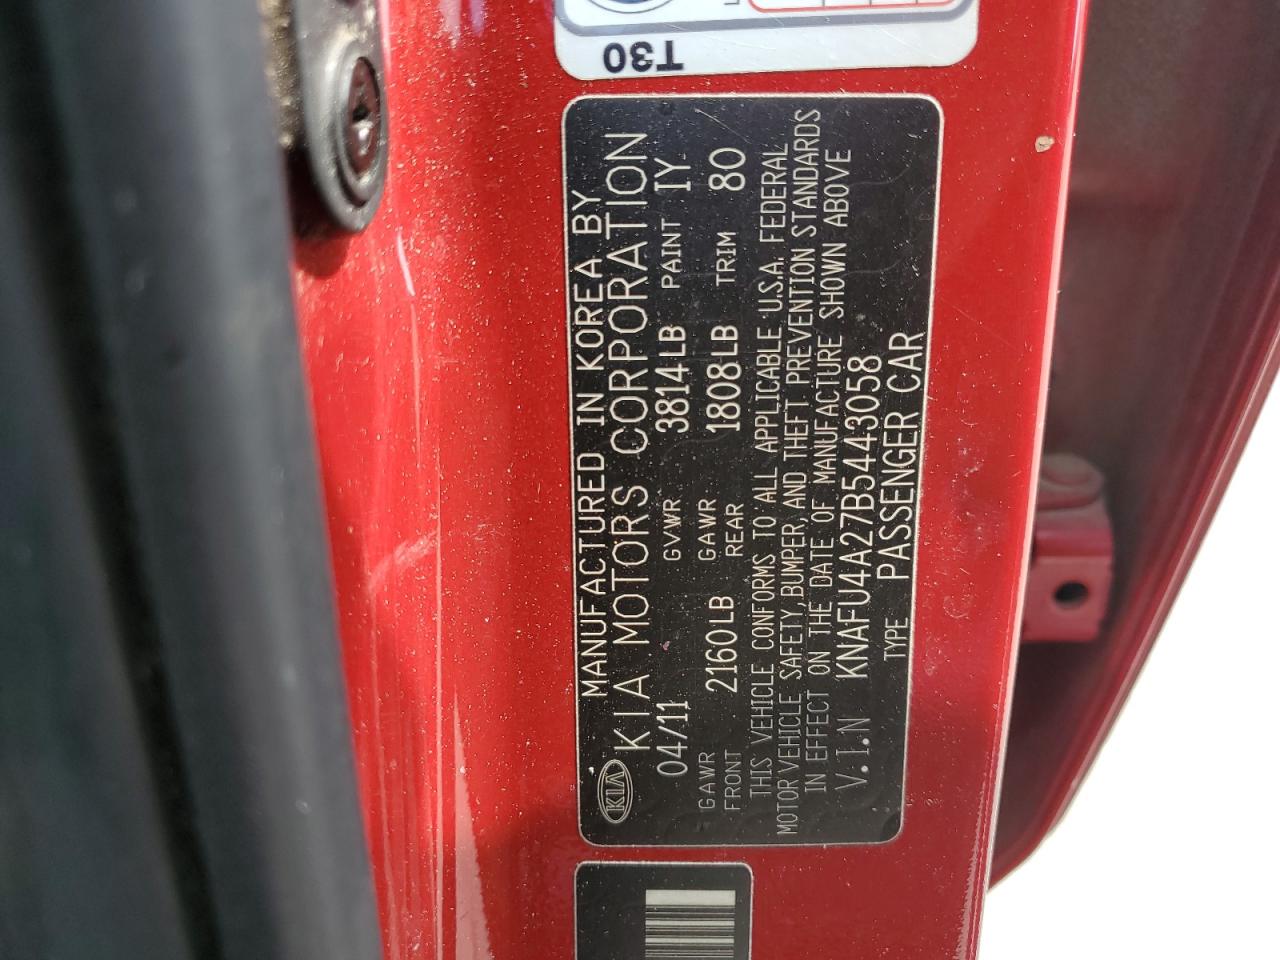 T30
MANUFACTURED IN KOREA BY
KIA KIA MOTORS CORPORATION
04/11 GVWR 3814LB PAINT IY
GAWR FRONT 2160LB GAWR REAR 1808LB TRIM 80
THIS VEHICLE CONFORMS TO ALL APPLICABLE U.S.A. FEDERAL
MOTOR VEHICLE SAFETY, BUMPER, AND THEFT PREVENTION STANDARDS
IN EFFECT ON THE DATE OF MANUFACTURE SHOWN ABOVE
V.I.N KNAFU4A27B5443058
TYPE PASSENGER CAR